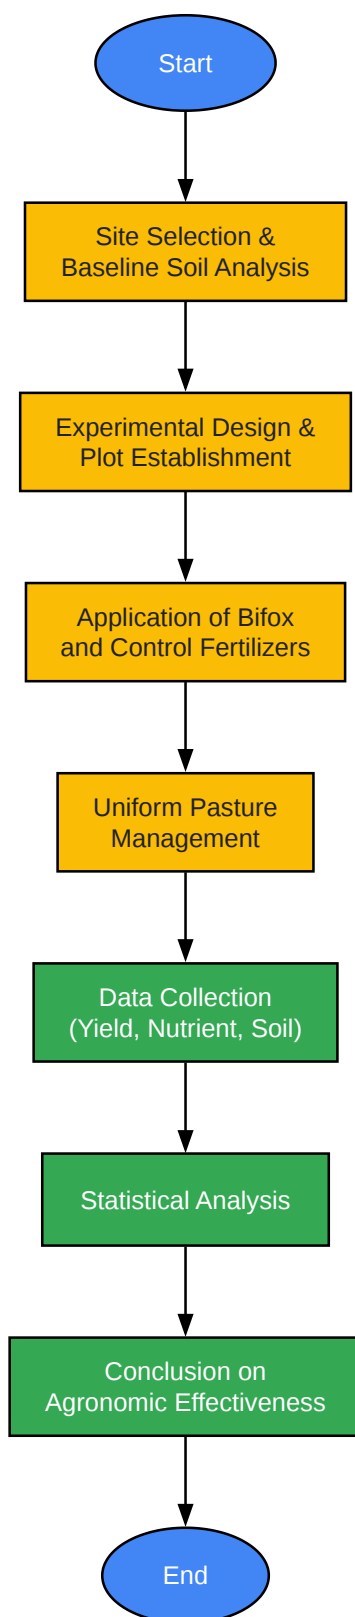 Start
Site Selection &
Baseline Soil Analysis
Experimental Design &
Plot Establishment
Application of Bifox
and Control Fertilizers
Uniform Pasture
Management
Data Collection
(Yield, Nutrient, Soil)
Statistical Analysis
Conclusion on
Agronomic Effectiveness
End